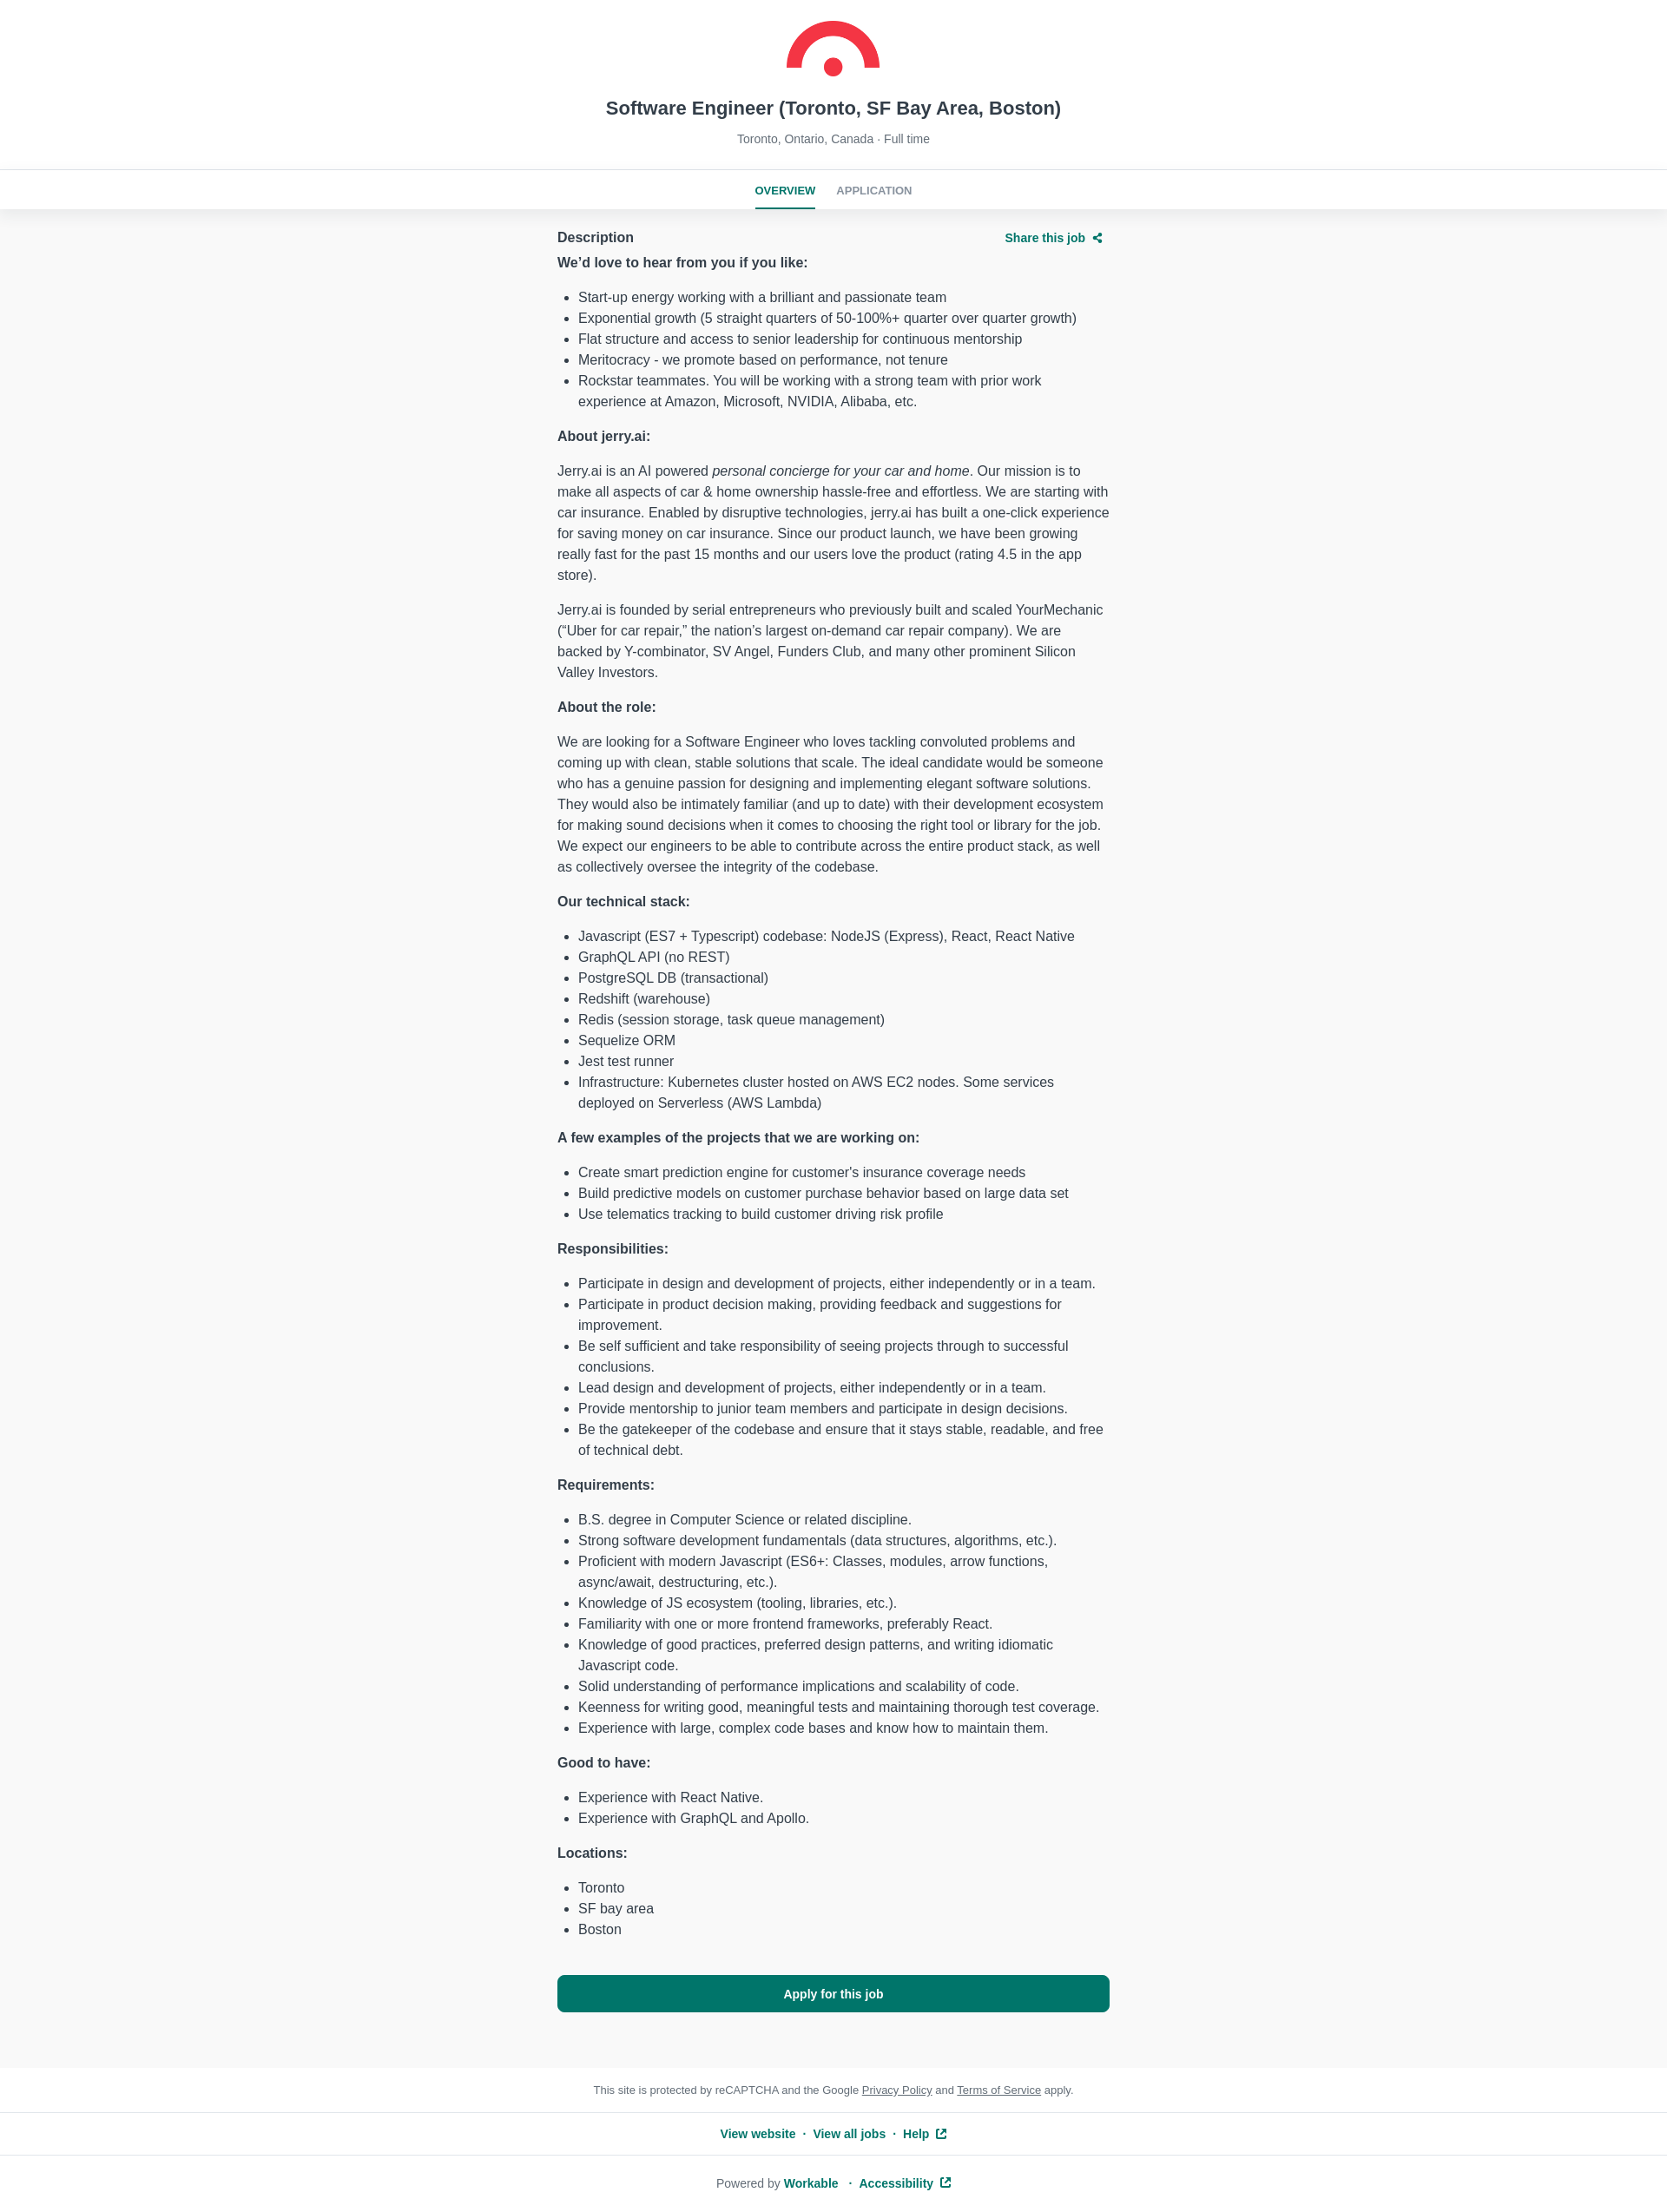 Software Engineer (Toronto, SF Bay Area, Boston)
Toronto, Ontario, Canada · Full time
OVERVIEW APPLICATION
Description Share this job
We’d love to hear from you if you like:
• Start-up energy working with a brilliant and passionate team
• Exponential growth (5 straight quarters of 50-100%+ quarter over quarter growth)
• Flat structure and access to senior leadership for continuous mentorship
• Meritocracy - we promote based on performance, not tenure
• Rockstar teammates. You will be working with a strong team with prior work
experience at Amazon, Microsoft, NVIDIA, Alibaba, etc.
About jerry.ai:
Jerry.ai is an AI powered personal concierge for your car and home. Our mission is to
make all aspects of car & home ownership hassle-free and effortless. We are starting with
car insurance. Enabled by disruptive technologies, jerry.ai has built a one-click experience
for saving money on car insurance. Since our product launch, we have been growing
really fast for the past 15 months and our users love the product (rating 4.5 in the app
store).
Jerry.ai is founded by serial entrepreneurs who previously built and scaled YourMechanic
(“Uber for car repair,” the nation’s largest on-demand car repair company). We are
backed by Y-combinator, SV Angel, Funders Club, and many other prominent Silicon
Valley Investors.
About the role:
We are looking for a Software Engineer who loves tackling convoluted problems and
coming up with clean, stable solutions that scale. The ideal candidate would be someone
who has a genuine passion for designing and implementing elegant software solutions.
They would also be intimately familiar (and up to date) with their development ecosystem
for making sound decisions when it comes to choosing the right tool or library for the job.
We expect our engineers to be able to contribute across the entire product stack, as well
as collectively oversee the integrity of the codebase.
Our technical stack:
• Javascript (ES7 + Typescript) codebase: NodeJS (Express), React, React Native
• GraphQL API (no REST)
• PostgreSQL DB (transactional)
• Redshift (warehouse)
• Redis (session storage, task queue management)
• Sequelize ORM
• Jest test runner
• Infrastructure: Kubernetes cluster hosted on AWS EC2 nodes. Some services
deployed on Serverless (AWS Lambda)
A few examples of the projects that we are working on:
• Create smart prediction engine for customer's insurance coverage needs
• Build predictive models on customer purchase behavior based on large data set
• Use telematics tracking to build customer driving risk profile
Responsibilities:
• Participate in design and development of projects, either independently or in a team.
• Participate in product decision making, providing feedback and suggestions for
improvement.
• Be self sufficient and take responsibility of seeing projects through to successful
conclusions.
• Lead design and development of projects, either independently or in a team.
• Provide mentorship to junior team members and participate in design decisions.
• Be the gatekeeper of the codebase and ensure that it stays stable, readable, and free
of technical debt.
Requirements:
• B.S. degree in Computer Science or related discipline.
• Strong software development fundamentals (data structures, algorithms, etc.).
• Proficient with modern Javascript (ES6+: Classes, modules, arrow functions,
async/await, destructuring, etc.).
• Knowledge of JS ecosystem (tooling, libraries, etc.).
• Familiarity with one or more frontend frameworks, preferably React.
• Knowledge of good practices, preferred design patterns, and writing idiomatic
Javascript code.
• Solid understanding of performance implications and scalability of code.
• Keenness for writing good, meaningful tests and maintaining thorough test coverage.
• Experience with large, complex code bases and know how to maintain them.
Good to have:
• Experience with React Native.
• Experience with GraphQL and Apollo.
Locations:
• Toronto
• SF bay area
• Boston
Apply for this job
This site is protected by reCAPTCHA and the Google Privacy Policy and Terms of Service apply.
View website · View all jobs · Help
Powered by Workable · Accessibility